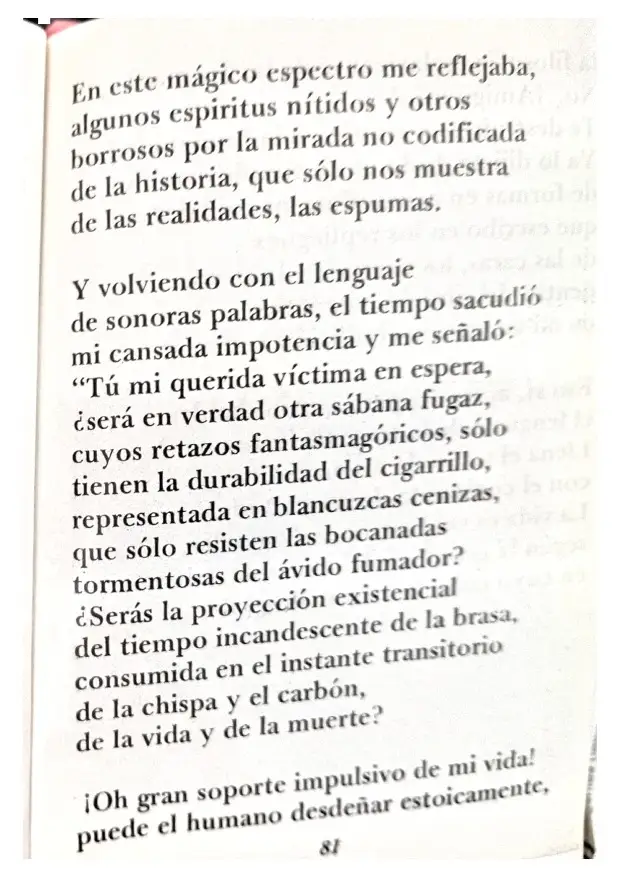 En este mágico espectro me reflejaba,
algunos espiritus nítidos y otros
borrosos por la mirada no codificada
de la historia, que sólo nos muestra
de las realidades, las espumas.
Y volviendo con el lenguaje
de sonoras palabras, el tiempo sacudió
mi cansada impotencia y me señaló:
“Tú mi querida víctima en espera,
¿será en verdad otra sábana fugaz,
cuyos retazos fantasmagóricos, sólo
tienen la durabilidad del cigarrillo,
representada en blancuzcas cenizas,
que sólo resisten las bocanadas
tormentosas del ávido fumador?
¿Serás la proyección existencial
del tiempo incandescente de la brasa,
consumida en el instante transitorio
de la chispa y el carbón,
de la vida y de la muerte?
¡Oh gran soporte impulsivo de mi vida!
puede el humano desdeñar estoicamente,
81